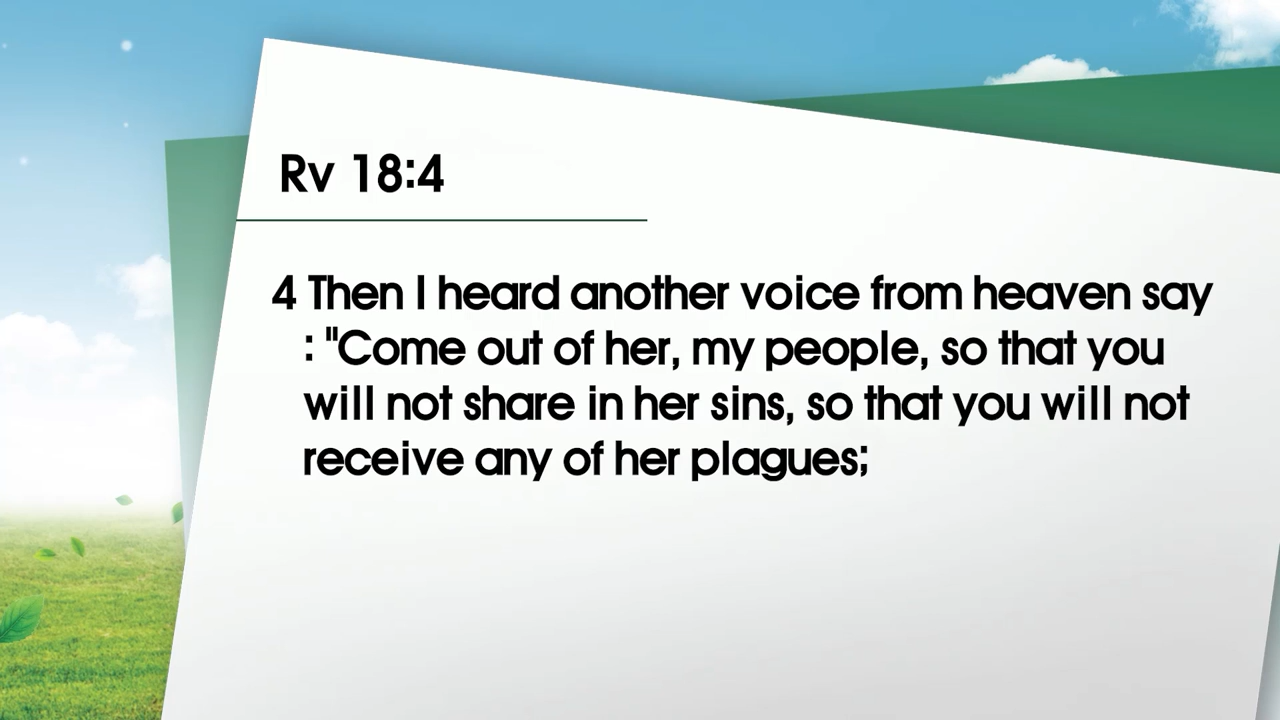 Rv 18:4
4 Then I heard another voice from heaven say
: "Come out of her, my people, so that you
will not share in her sins, so that you will not
receive any of her plagues;